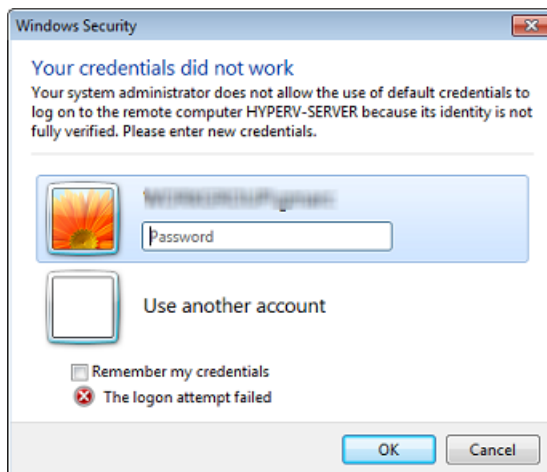 Windows Security
Your credentials did not work
Your system administrator does not allow the use of default credentials to
log on to the remote computer HYPERV-SERVER because its identity is not
fully verified. Please enter new credentials.
Password
Use another account
Remember my credentials
The logon attempt failed
OK
Cancel